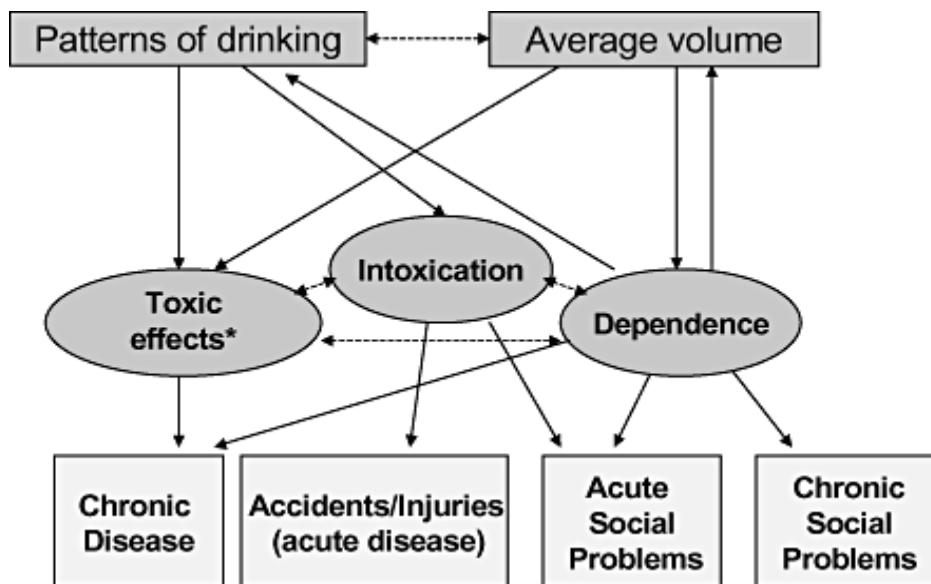 Patterns of drinking
Average volume
Intoxication
Toxic
effects*
Dependence
Chronic
Disease
Accidents/Injuries
(acute disease)
Acute
Social
Problems
Chronic
Social
Problems